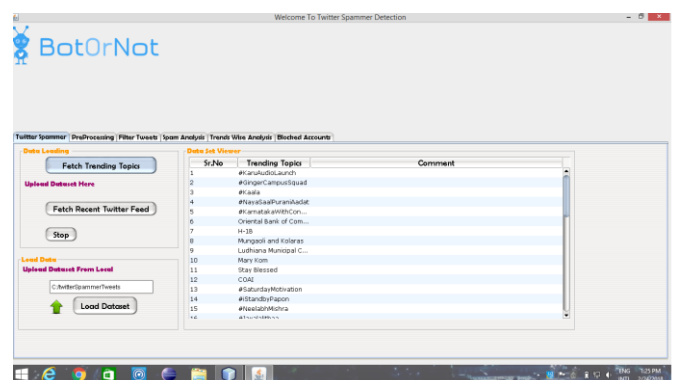 Welcome To Twitter Spammer Detection
BotOrNot
Twitter Spammer PreProcessing Filter Tweets Spam Analysis Trends Wise Analysis Blocked Accounts
Data Loading
Fetch Trending Topics
Upload Dataset Here
Fetch Recent Twitter Feed
Stop
Load Data
Upload Dataset From Local
C:/twitterSpammerTweets
Load Dataset
Data Set Viewer
Sr.No Trending Topics Comment
1 #KaruAudioLaunch
2 #GingerCampusSquad
3 #Kaala
4 #NayaSaalPuraniAadat
5 #KarnatakaWithCon...
6 Oriental Bank of Com...
7 H-1B
8 Mungaoli and Kolaras
9 Ludhiana Municipal C...
10 Mary Kom
11 Stay Blessed
12 COAI
13 #SaturdayMotivation
14 #IStandbyPapon
15 #NeelabhMishra
16
ENG 5:25 PM
INTL